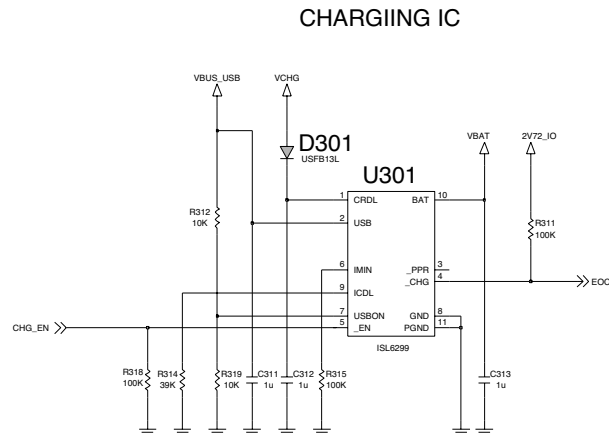 CHARGIING IC
VBUS_USB
VCHG
D301
USFB13L
VBAT
2V72_IO
U301
1 CRDL BAT 10
2 USB
R312
10K
R311
100K
6 IMIN _PPR 3
9 ICDL _CHG 4
EOC
7 USBON GND 8
5 _EN PGND 11
CHG_EN
ISL6299
R318
100K
R314
39K
R319
10K
C311
1u
C312
1u
R315
100K
C313
1u